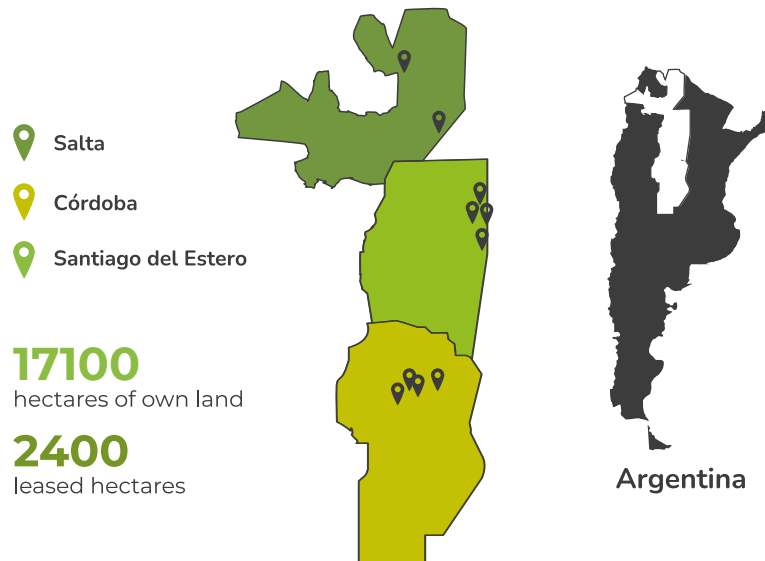 Salta
Córdoba
Santiago del Estero
17100
hectares of own land
2400
leased hectares
Argentina